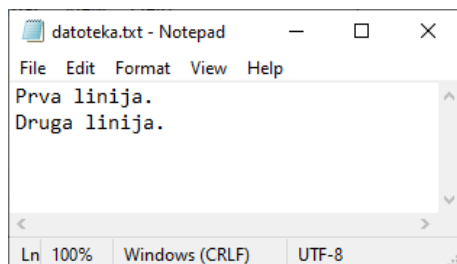 datoteka.txt - Notepad
File Edit Format View Help
Prva linija.
Druga linija.
Ln 100% Windows (CRLF) UTF-8